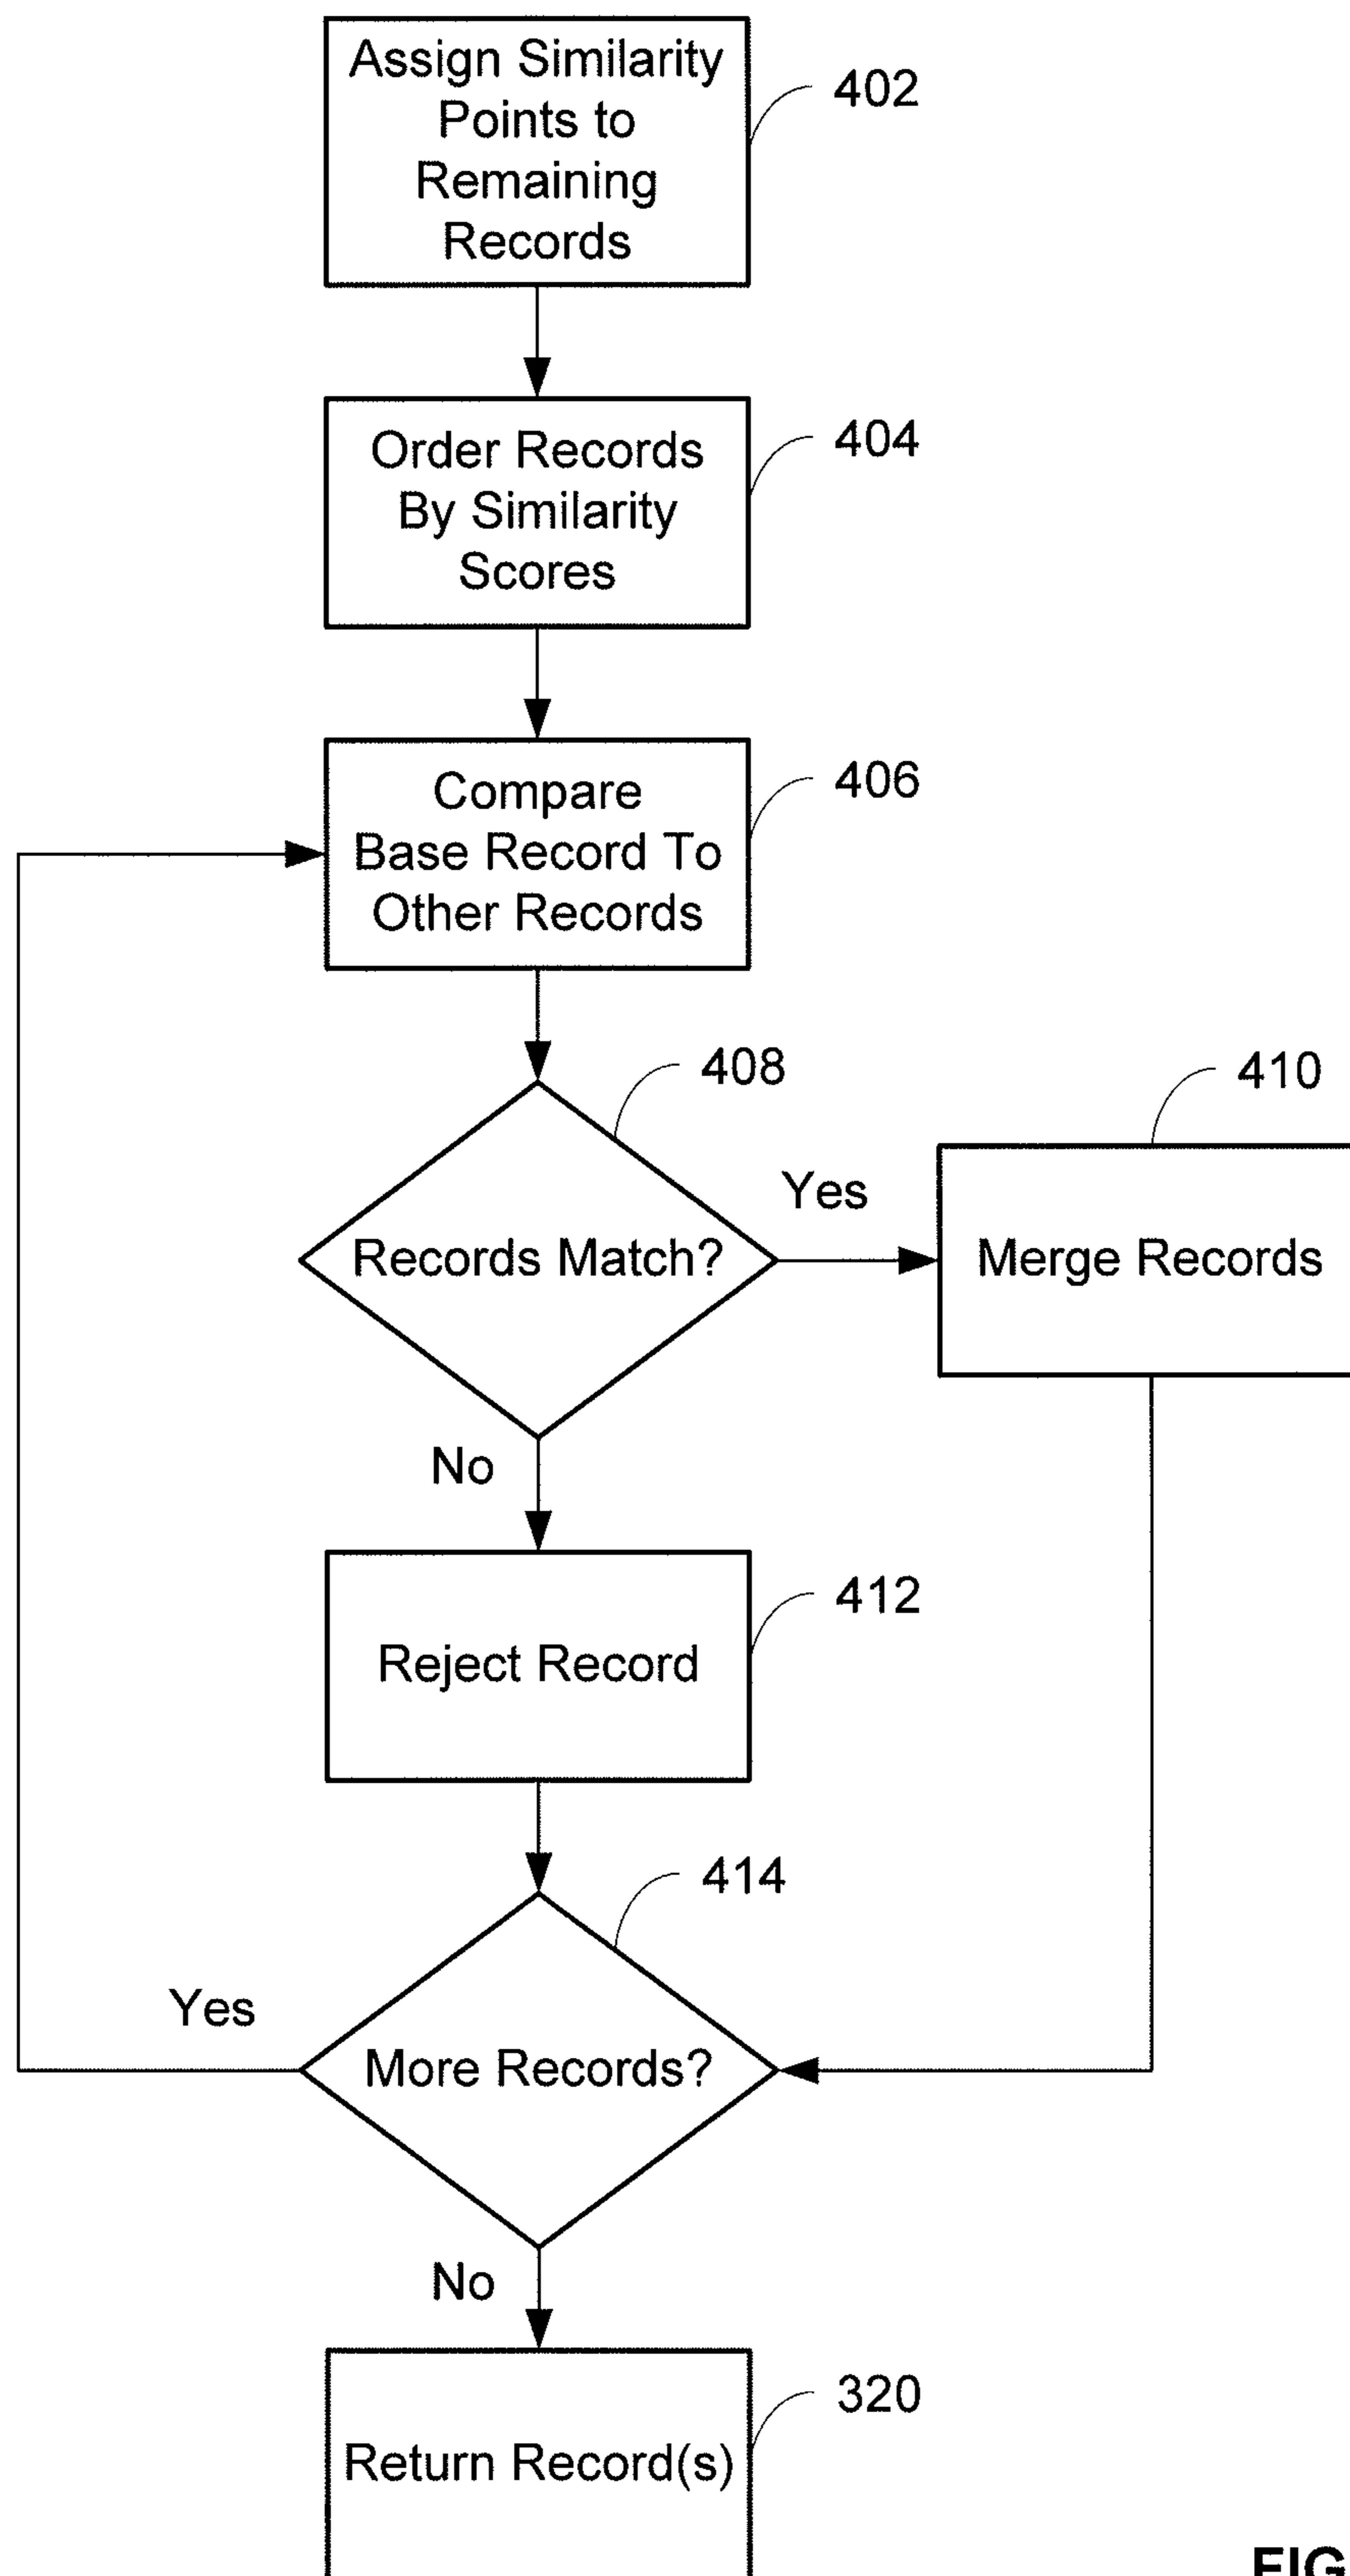 Assign Similarity
Points to
Remaining
Records
402
Order Records
By Similarity
Scores
404
Compare
Base Record To
Other Records
406
408
Records Match?
Yes
410
Merge Records
No
Reject Record
412
414
More Records?
Yes
No
Return Record(s)
320
FIG